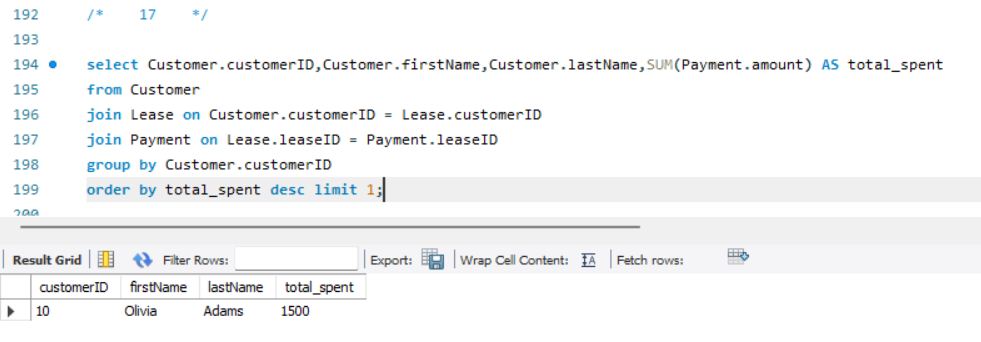 192 /* 17 */
193
194 select Customer.customerID,Customer.firstName,Customer.lastName,SUM(Payment.amount) AS total_spent
195 from Customer
196 join Lease on Customer.customerID = Lease.customerID
197 join Payment on Lease.leaseID = Payment.leaseID
198 group by Customer.customerID
199 order by total_spent desc limit 1;
200
Result Grid Filter Rows: Export: Wrap Cell Content: IA Fetch rows:
customerID firstName lastName total_spent
10 Olivia Adams 1500